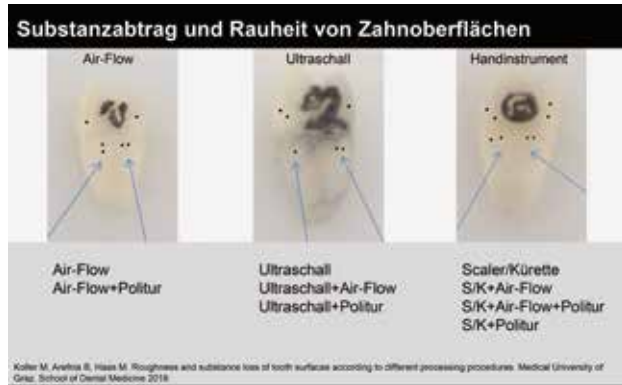 Substanzabtrag und Rauheit von Zahnoberflächen
Air-Flow
Ultraschall
Handinstrument
Air-Flow
Air-Flow+Politur
Ultraschall
Ultraschall+Air-Flow
Ultraschall+Politur
Scaler/Kürette
S/K+Air-Flow
S/K+Air-Flow+Politur
S/K+Politur
Koller M, Arefnia B, Haas M. Roughness and substance loss of tooth surfaces according to different processing procedures. Medical University of
Graz, School of Dental Medicine